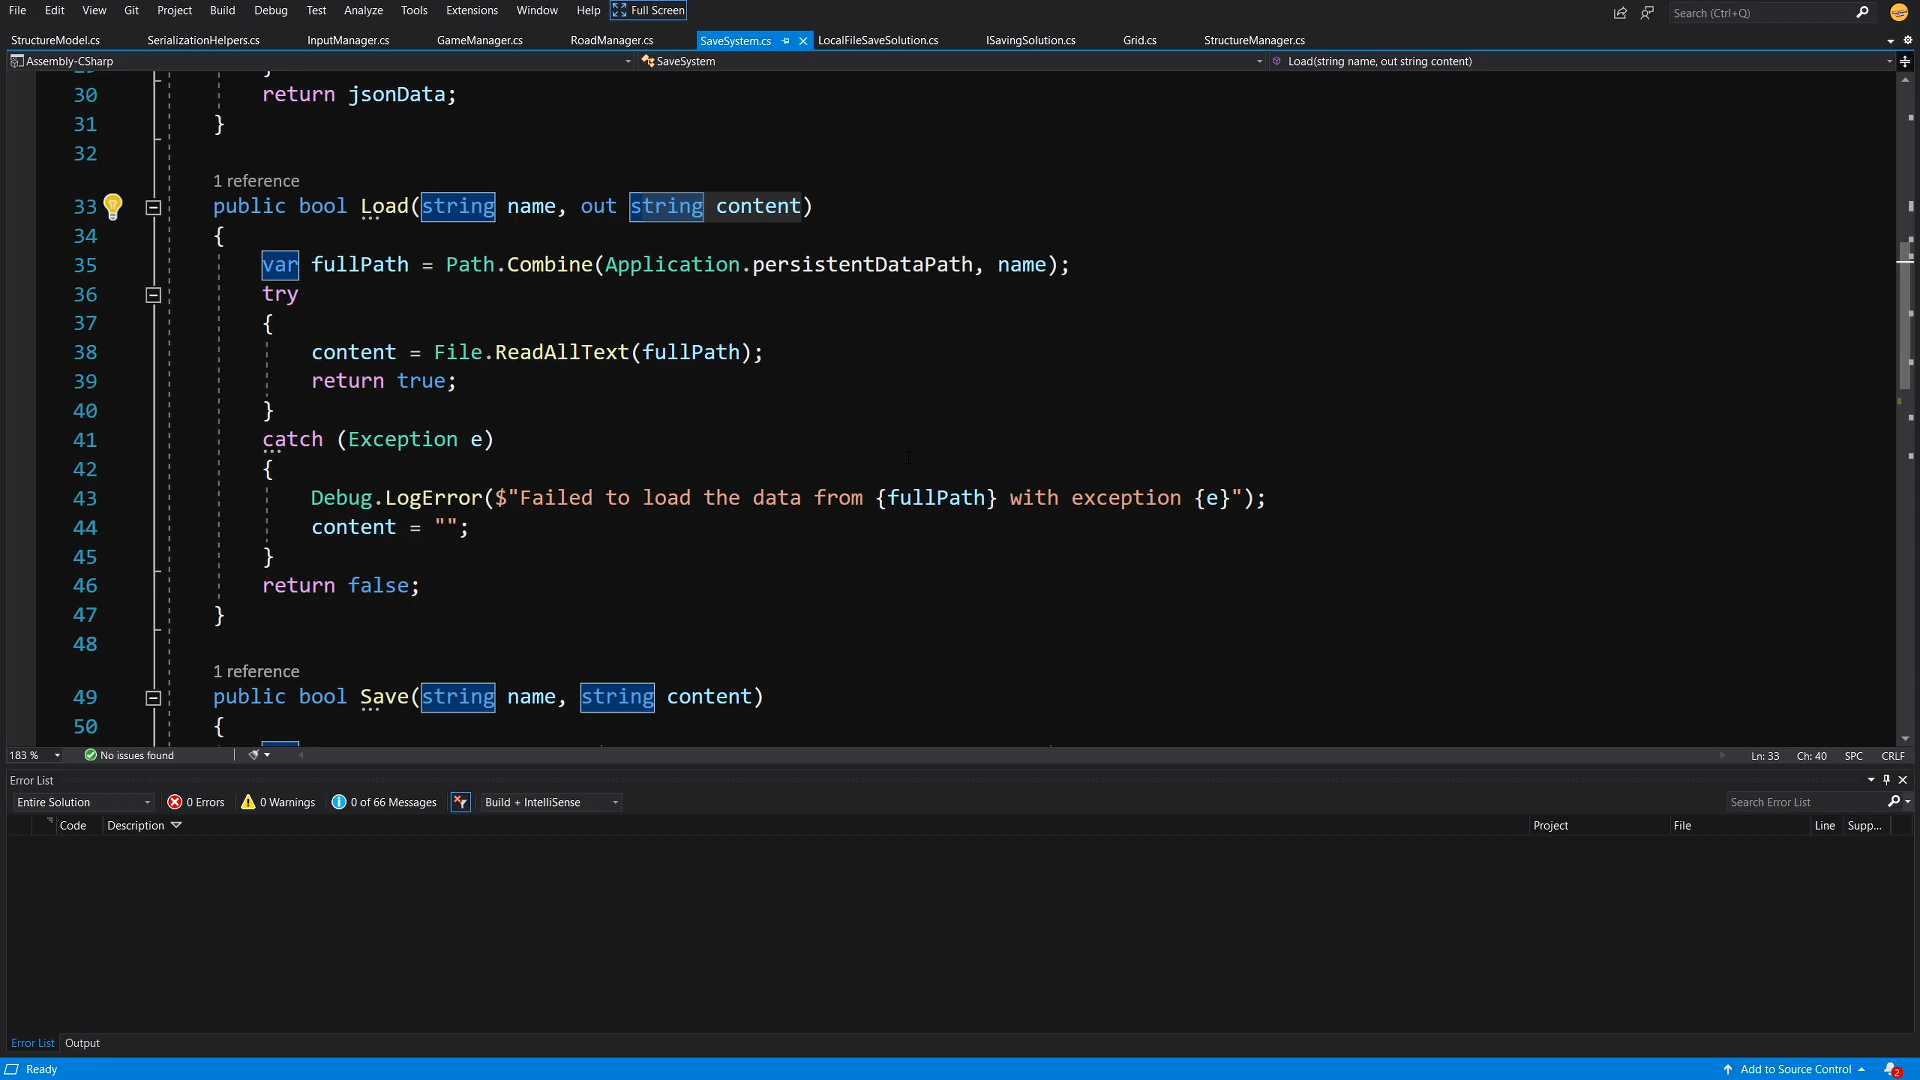 File Edit View Git Project Build Debug Test Analyze Tools Extensions Window Help Full Screen Search (Ctrl+Q)
StructureModel.cs SerializationHelpers.cs InputManager.cs GameManager.cs RoadManager.cs SaveSystem.cs LocalFileSaveSolution.cs ISavingSolution.cs Grid.cs StructureManager.cs
Assembly-CSharp SaveSystem Load(string name, out string content)
30 return jsonData;
31 }
32
1 reference
33 public bool Load(string name, out string content)
34 {
35 var fullPath = Path.Combine(Application.persistentDataPath, name);
36 try
37 {
38 content = File.ReadAllText(fullPath);
39 return true;
40 }
41 catch (Exception e)
42 {
43 Debug.LogError($"Failed to load the data from {fullPath} with exception {e}");
44 content = "";
45 }
46 return false;
47 }
48
1 reference
49 public bool Save(string name, string content)
50 {
183 % No issues found Ln: 33 Ch: 40 SPC CRLF
Error List
Entire Solution 0 Errors 0 Warnings 0 of 66 Messages Build + IntelliSense Search Error List
Code Description Project File Line Supp...
Error List Output
Ready Add to Source Control 2